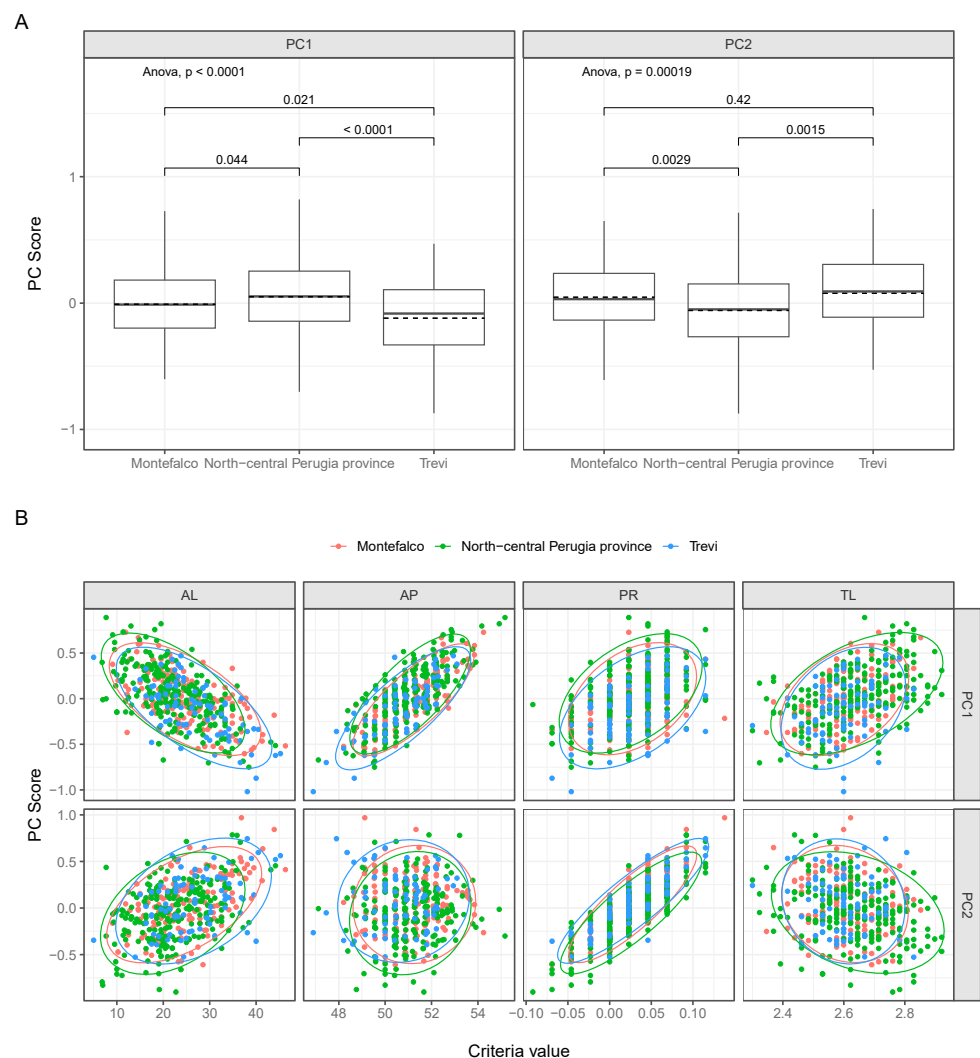 A
PC1 PC2
Anova, p < 0.0001 Anova, p = 0.00019
0.021 0.42
< 0.0001 0.0015
0.044 0.0029
1
0
−1
PC Score
Montefalco North−central Perugia province Trevi Montefalco North−central Perugia province Trevi
B
Montefalco North−central Perugia province Trevi
AL AP PR TL
0.5
0.0
−0.5
−1.0
PC1
1.0
0.5
0.0
−0.5
PC2
PC Score
10 20 30 40 48 50 52 54 −0.10 −0.05 0.00 0.05 0.10 2.4 2.6 2.8
Criteria value